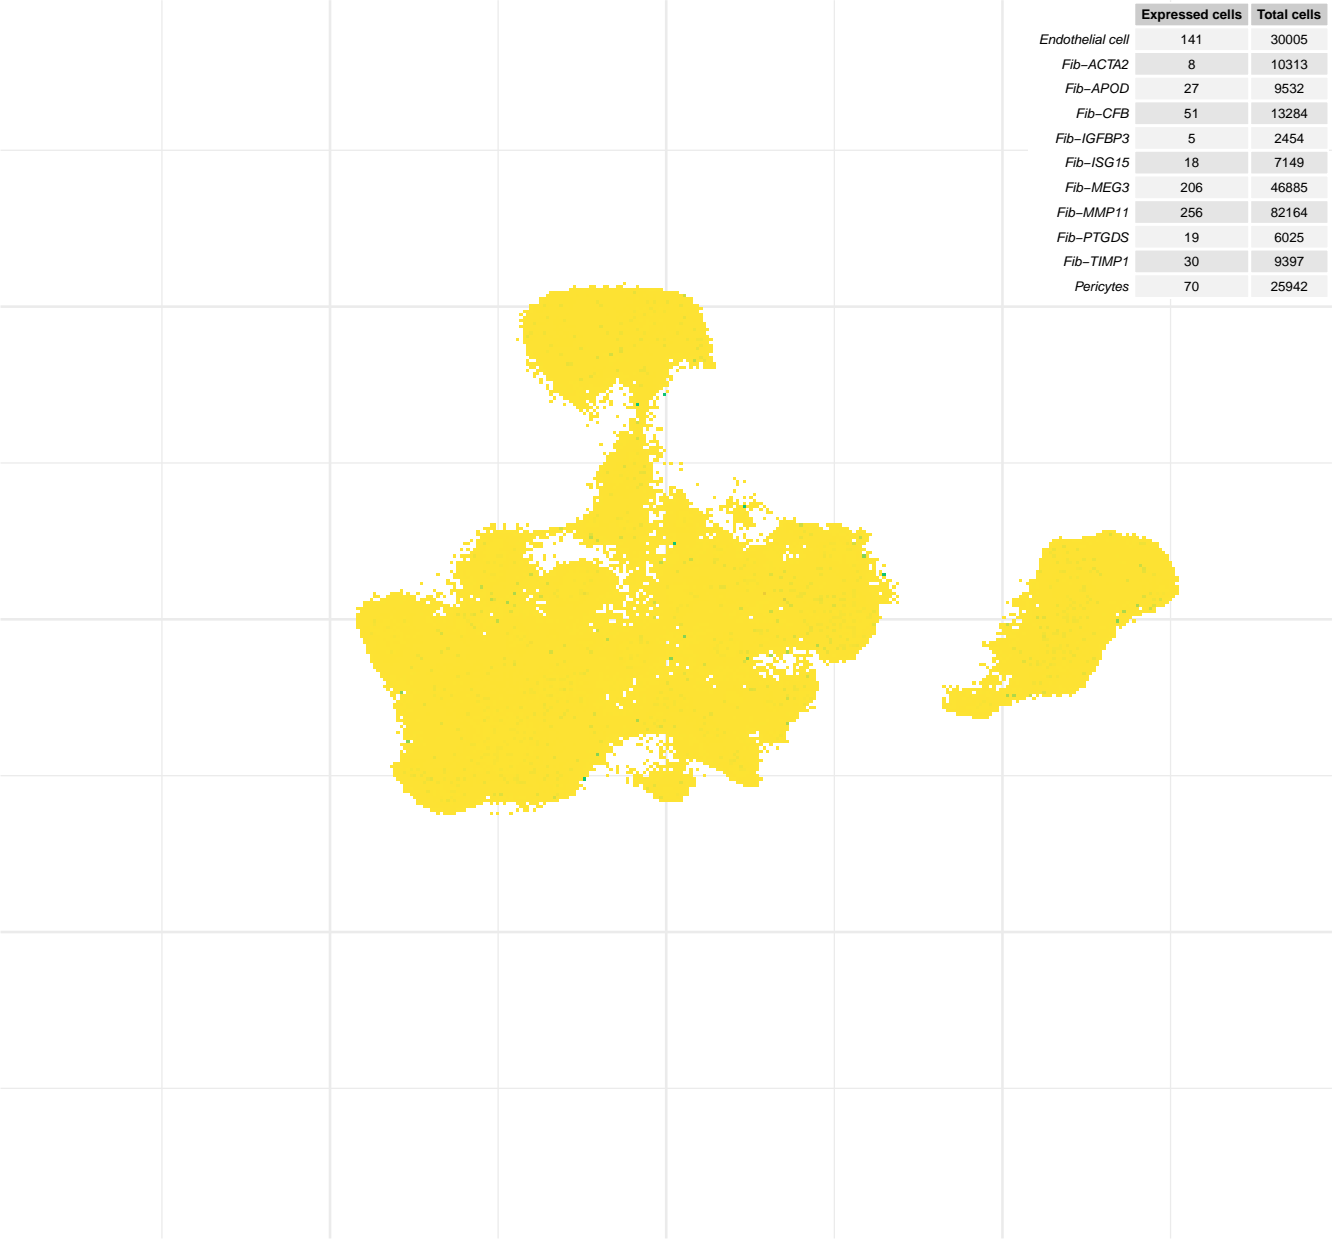 Expressed cells Total cells
Endothelial cell 141 30005
Fib−ACTA2 8 10313
Fib−APOD 27 9532
Fib−CFB 51 13284
Fib−IGFBP3 5 2454
Fib−ISG15 18 7149
Fib−MEG3 206 46885
Fib−MMP11 256 82164
Fib−PTGDS 19 6025
Fib−TIMP1 30 9397
Pericytes 70 25942